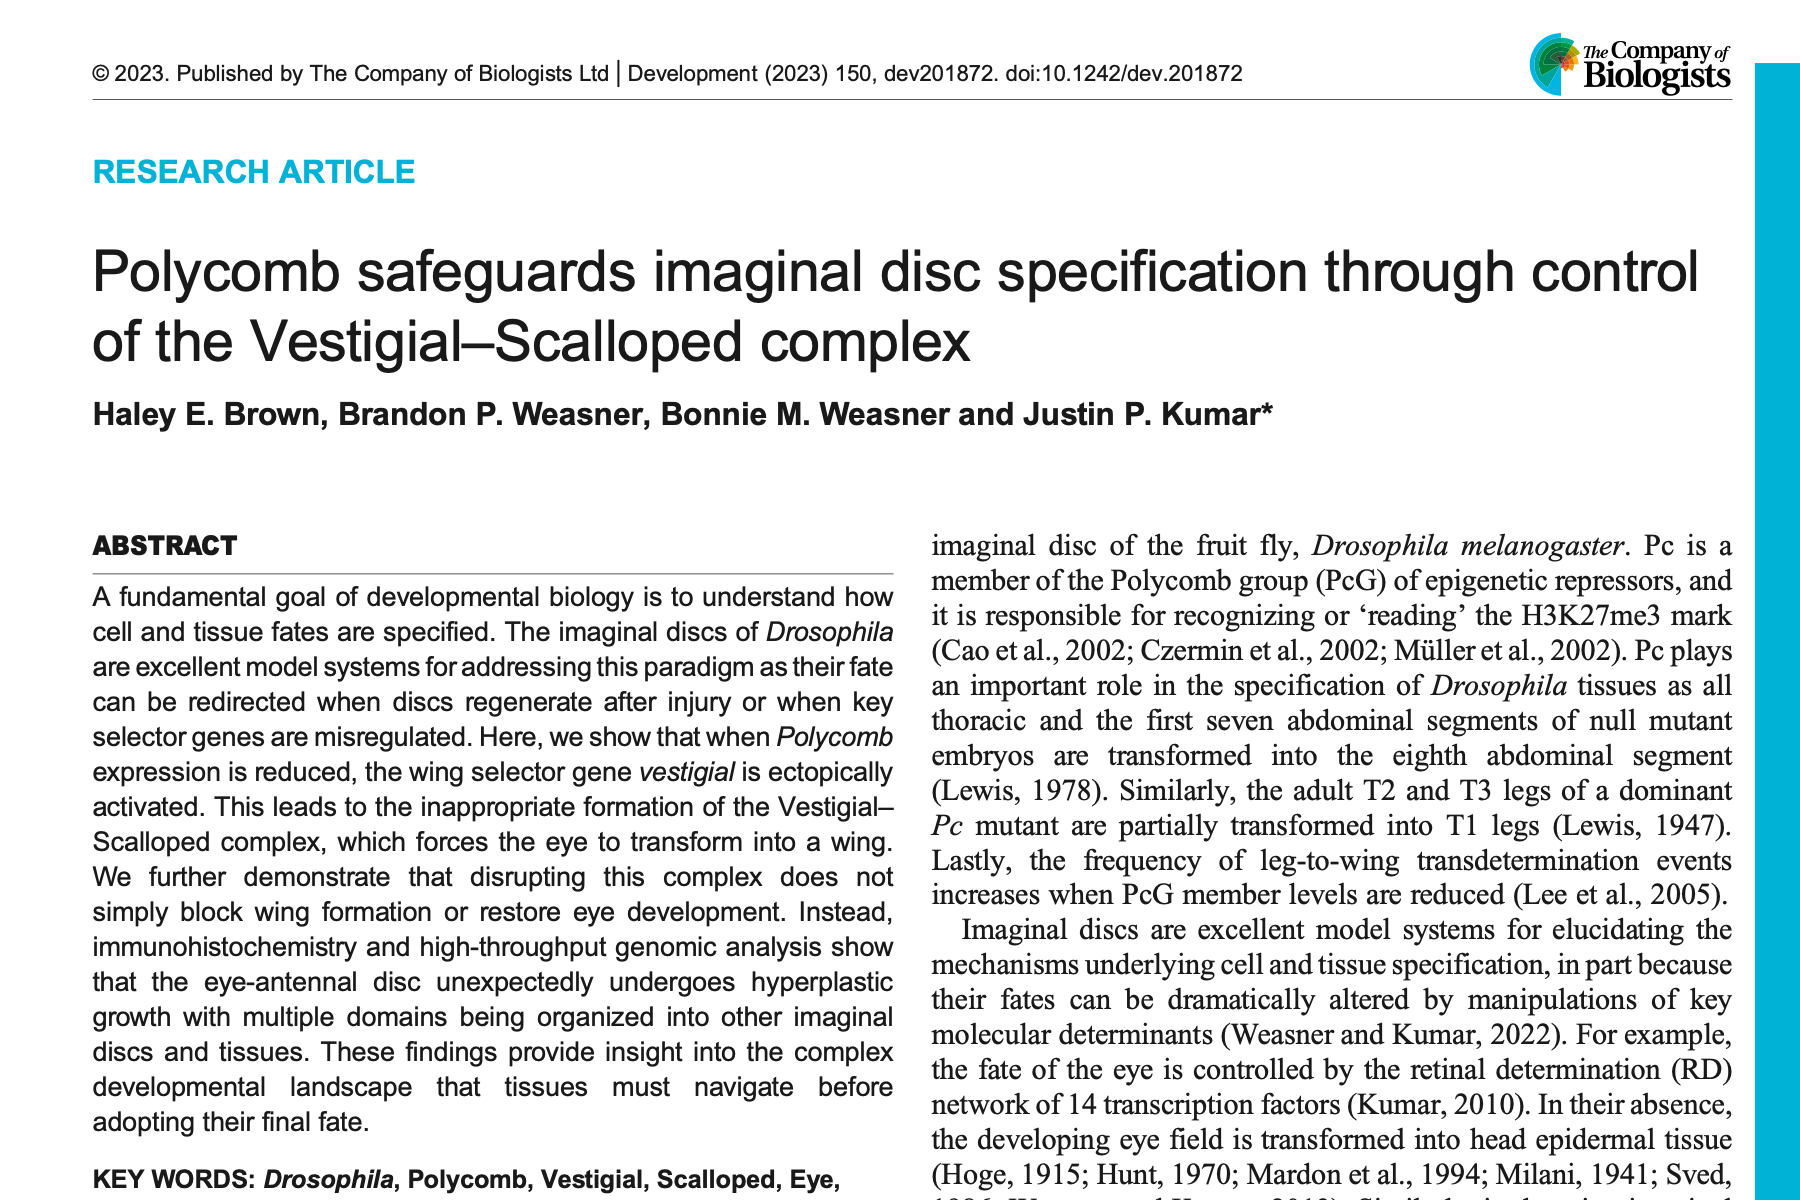 © 2023. Published by The Company of Biologists Ltd | Development (2023) 150, dev201872. doi:10.1242/dev.201872
The Company of
Biologists
RESEARCH ARTICLE
Polycomb safeguards imaginal disc specification through control
of the Vestigial–Scalloped complex
Haley E. Brown, Brandon P. Weasner, Bonnie M. Weasner and Justin P. Kumar*
ABSTRACT
A fundamental goal of developmental biology is to understand how
cell and tissue fates are specified. The imaginal discs of Drosophila
are excellent model systems for addressing this paradigm as their fate
can be redirected when discs regenerate after injury or when key
selector genes are misregulated. Here, we show that when Polycomb
expression is reduced, the wing selector gene vestigial is ectopically
activated. This leads to the inappropriate formation of the Vestigial–
Scalloped complex, which forces the eye to transform into a wing.
We further demonstrate that disrupting this complex does not
simply block wing formation or restore eye development. Instead,
immunohistochemistry and high-throughput genomic analysis show
that the eye-antennal disc unexpectedly undergoes hyperplastic
growth with multiple domains being organized into other imaginal
discs and tissues. These findings provide insight into the complex
developmental landscape that tissues must navigate before
adopting their final fate.
KEY WORDS: Drosophila, Polycomb, Vestigial, Scalloped, Eye,
imaginal disc of the fruit fly, Drosophila melanogaster. Pc is a
member of the Polycomb group (PcG) of epigenetic repressors, and
it is responsible for recognizing or ‘reading’ the H3K27me3 mark
(Cao et al., 2002; Czermin et al., 2002; Müller et al., 2002). Pc plays
an important role in the specification of Drosophila tissues as all
thoracic and the first seven abdominal segments of null mutant
embryos are transformed into the eighth abdominal segment
(Lewis, 1978). Similarly, the adult T2 and T3 legs of a dominant
Pc mutant are partially transformed into T1 legs (Lewis, 1947).
Lastly, the frequency of leg-to-wing transdetermination events
increases when PcG member levels are reduced (Lee et al., 2005).
Imaginal discs are excellent model systems for elucidating the
mechanisms underlying cell and tissue specification, in part because
their fates can be dramatically altered by manipulations of key
molecular determinants (Weasner and Kumar, 2022). For example,
the fate of the eye is controlled by the retinal determination (RD)
network of 14 transcription factors (Kumar, 2010). In their absence,
the developing eye field is transformed into head epidermal tissue
(Hoge, 1915; Hunt, 1970; Mardon et al., 1994; Milani, 1941; Sved,